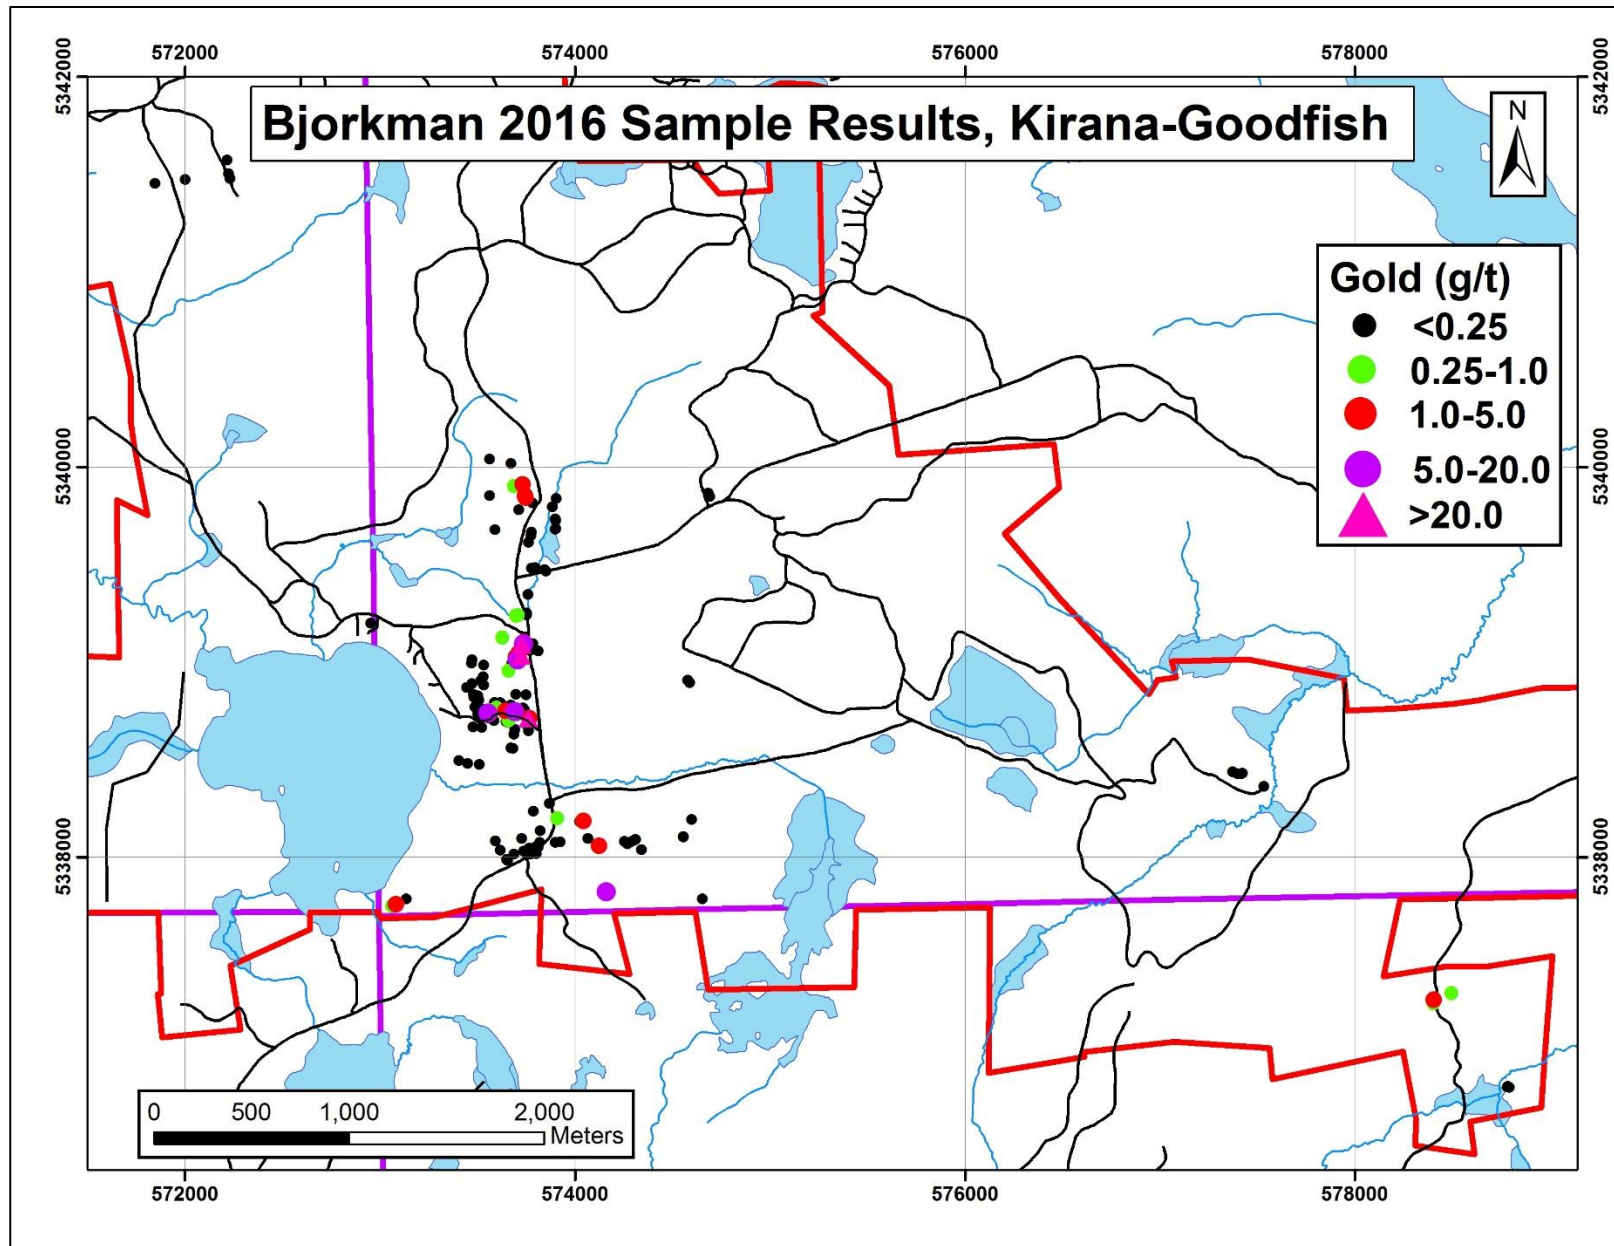 572000 574000 576000 578000
5342000 5342000
Bjorkman 2016 Sample Results, Kirana-Goodfish
N
Gold (g/t)
<0.25
0.25-1.0
1.0-5.0
5.0-20.0
>20.0
5340000 5340000
5338000 5338000
0 500 1,000 2,000
Meters
572000 574000 576000 578000